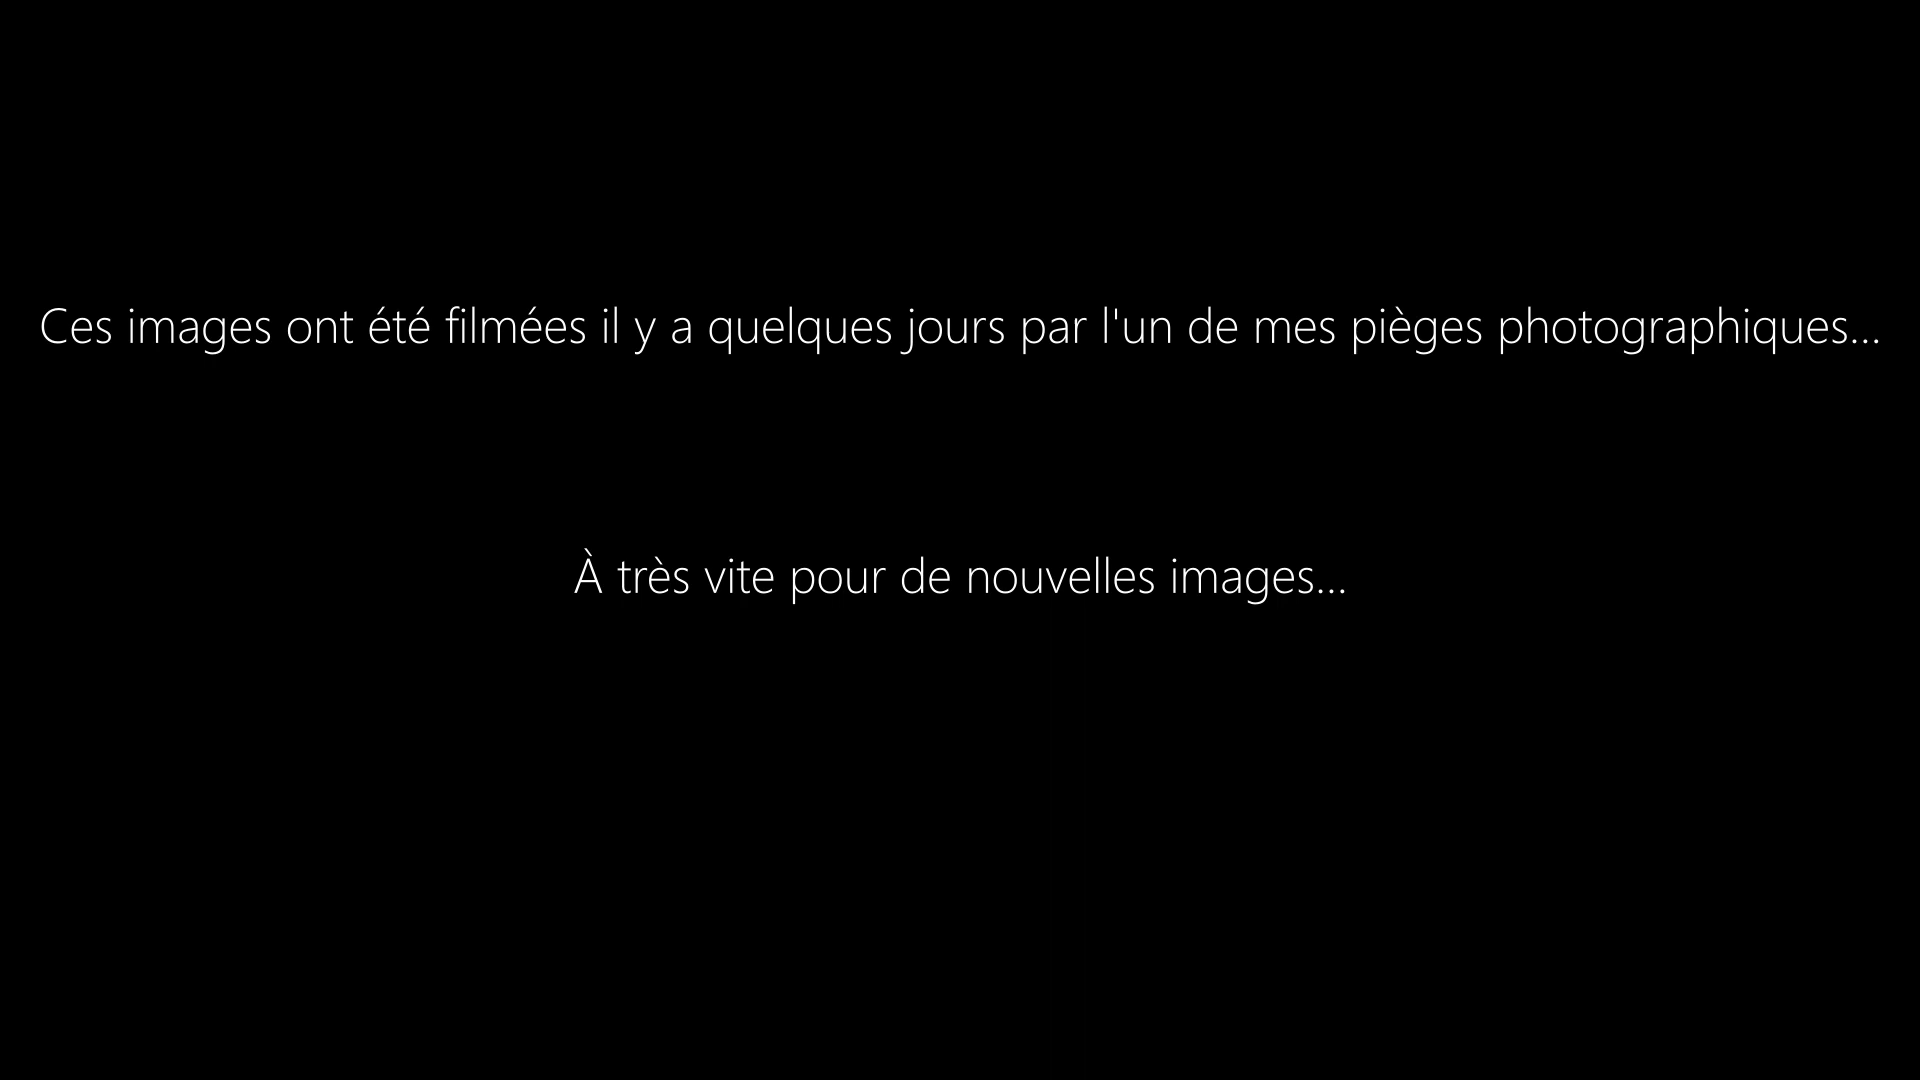 Ces images ont été filmées il y a quelques jours par l'un de mes pièges photographiques...
À très vite pour de nouvelles images...